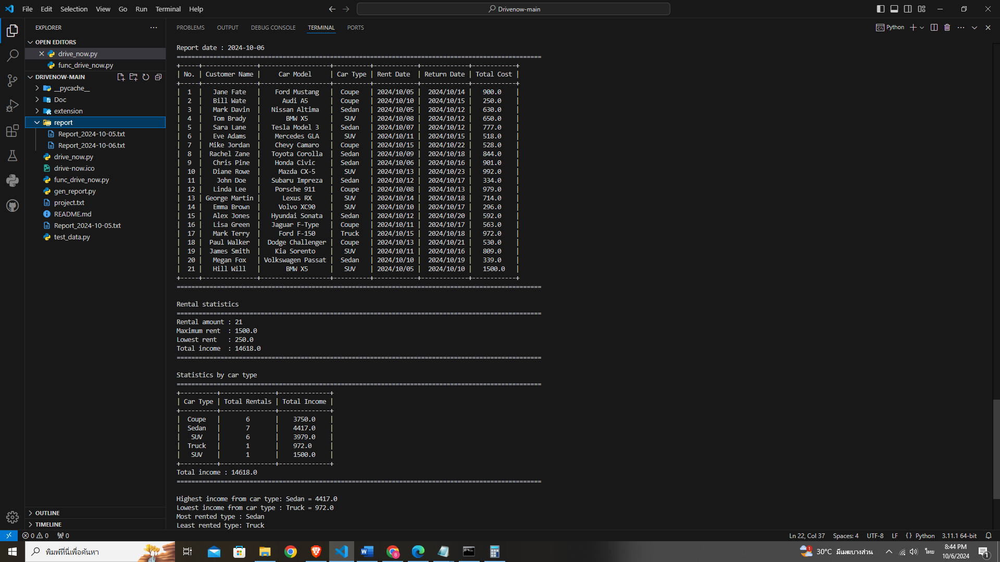 File Edit Selection View Go Run Terminal Help
Drivenow-main
EXPLORER
OPEN EDITORS
drive_now.py
func_drive_now.py
DRIVENOW-MAIN
__pycache__
Doc
extension
report
Report_2024-10-05.txt
Report_2024-10-06.txt
drive_now.py
drive-now.ico
func_drive_now.py
gen_report.py
project.txt
README.md
Report_2024-10-05.txt
test_data.py
OUTLINE
TIMELINE
PROBLEMS OUTPUT DEBUG CONSOLE TERMINAL PORTS
Python
Report date : 2024-10-06
====================================================================================================
+-----+---------------+-------------------+----------+------------+-------------+------------+
| No. | Customer Name |     Car Model     | Car Type | Rent Date  | Return Date | Total Cost |
+-----+---------------+-------------------+----------+------------+-------------+------------+
|  1  |   Jane Fate   |    Ford Mustang   |  Coupe   | 2024/10/05 |  2024/10/14 |   900.0    |
|  2  |   Bill Wate   |      Audi A5      |  Coupe   | 2024/10/10 |  2024/10/15 |   250.0    |
|  3  |   Mark Davin  |   Nissan Altima   |  Sedan   | 2024/10/05 |  2024/10/12 |   630.0    |
|  4  |   Tom Brady   |       BMW X5      |   SUV    | 2024/10/08 |  2024/10/12 |   650.0    |
|  5  |   Sara Lane   |   Tesla Model 3   |  Sedan   | 2024/10/07 |  2024/10/12 |   777.0    |
|  6  |   Eve Adams   |    Mercedes GLA   |   SUV    | 2024/10/11 |  2024/10/15 |   518.0    |
|  7  |  Mike Jordan  |    Chevy Camaro   |  Coupe   | 2024/10/15 |  2024/10/22 |   528.0    |
|  8  |  Rachel Zane  |   Toyota Corolla  |  Sedan   | 2024/10/09 |  2024/10/18 |   844.0    |
|  9  |   Chris Pine  |    Honda Civic    |  Sedan   | 2024/10/06 |  2024/10/16 |   901.0    |
|  10 |   Diane Rowe  |     Mazda CX-5    |   SUV    | 2024/10/13 |  2024/10/23 |   992.0    |
|  11 |    John Doe   |   Subaru Impreza  |  Sedan   | 2024/10/12 |  2024/10/17 |   334.0    |
|  12 |   Linda Lee   |    Porsche 911    |  Coupe   | 2024/10/08 |  2024/10/13 |   979.0    |
|  13 | George Martin |      Lexus RX     |   SUV    | 2024/10/14 |  2024/10/18 |   714.0    |
|  14 |   Emma Brown  |     Volvo XC90    |   SUV    | 2024/10/10 |  2024/10/17 |   296.0    |
|  15 |   Alex Jones  |   Hyundai Sonata  |  Sedan   | 2024/10/12 |  2024/10/20 |   592.0    |
|  16 |   Lisa Green  |   Jaguar F-Type   |  Coupe   | 2024/10/11 |  2024/10/17 |   563.0    |
|  17 |   Mark Terry  |     Ford F-150    |  Truck   | 2024/10/15 |  2024/10/18 |   972.0    |
|  18 |  Paul Walker  |  Dodge Challenger |  Coupe   | 2024/10/13 |  2024/10/21 |   530.0    |
|  19 |  James Smith  |    Kia Sorento    |   SUV    | 2024/10/11 |  2024/10/16 |   809.0    |
|  20 |   Megan Fox   | Volkswagen Passat |  Sedan   | 2024/10/10 |  2024/10/19 |   339.0    |
|  21 |   Hill Will   |       BMW X5      |   SUV    | 2024/10/05 |  2024/10/10 |   1500.0   |
+-----+---------------+-------------------+----------+------------+-------------+------------+
====================================================================================================
Rental statistics
====================================================================================================
Rental amount : 21
Maximum rent  : 1500.0
Lowest rent   : 250.0
Total income  : 14618.0
====================================================================================================
Statistics by car type
====================================================================================================
+----------+---------------+--------------+
| Car Type | Total Rentals | Total Income |
+----------+---------------+--------------+
|  Coupe   |       6       |    3750.0    |
|  Sedan   |       7       |    4417.0    |
|   SUV    |       6       |    3979.0    |
|  Truck   |       1       |    972.0     |
|   SUV    |       1       |    1500.0    |
+----------+---------------+--------------+
Total income : 14618.0
====================================================================================================
Highest income from car type: Sedan = 4417.0
Lowest income from car type : Truck = 972.0
Most rented type : Sedan
Least rented type: Truck
0 0 0
Ln 22, Col 37 Spaces: 4 UTF-8 LF Python 3.11.1 64-bit
พิมพ์ที่นี่เพื่อค้นหา
30°C มีเมฆบางส่วน
ไทย
8:44 PM
10/6/2024
1